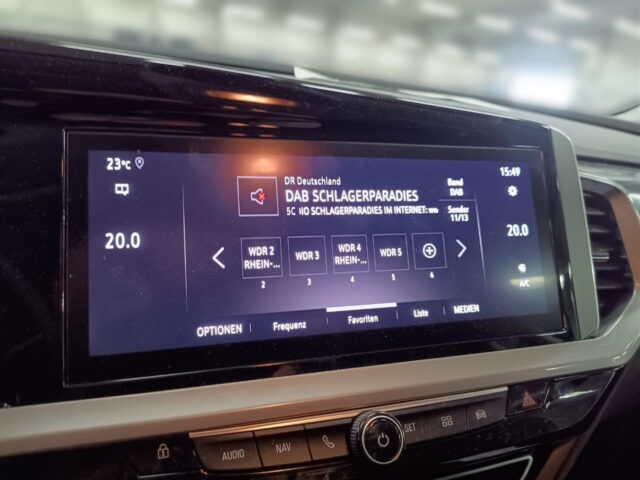 23°C
15:49
DR Deutschland
DAB SCHLAGERPARADIES
NO SCHLAGERPARADIES IM INTERNET:
Band
DAB
Sender
11/13
20.0
20.0
WDR 2
RHEIN-...
WDR 3
WDR 4
RHEIN-...
WDR 5
2
3
4
5
6
A/C
OPTIONEN
Frequenz
Favoriten
Liste
MEDIEN
AUDIO
NAV
SET